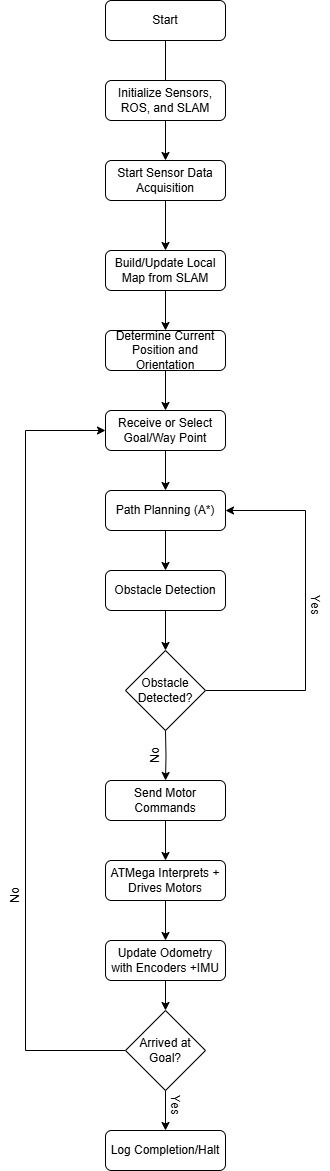 Start
Initialize Sensors,
ROS, and SLAM
Start Sensor Data
Acquisition
Build/Update Local
Map from SLAM
Determine Current
Position and
Orientation
Receive or Select
Goal/Way Point
Path Planning (A*)
Obstacle Detection
Yes
Obstacle
Detected?
No
Send Motor
Commands
ATMega Interprets +
Drives Motors
No
Update Odometry
with Encoders +IMU
Arrived at
Goal?
Yes
Log Completion/Halt